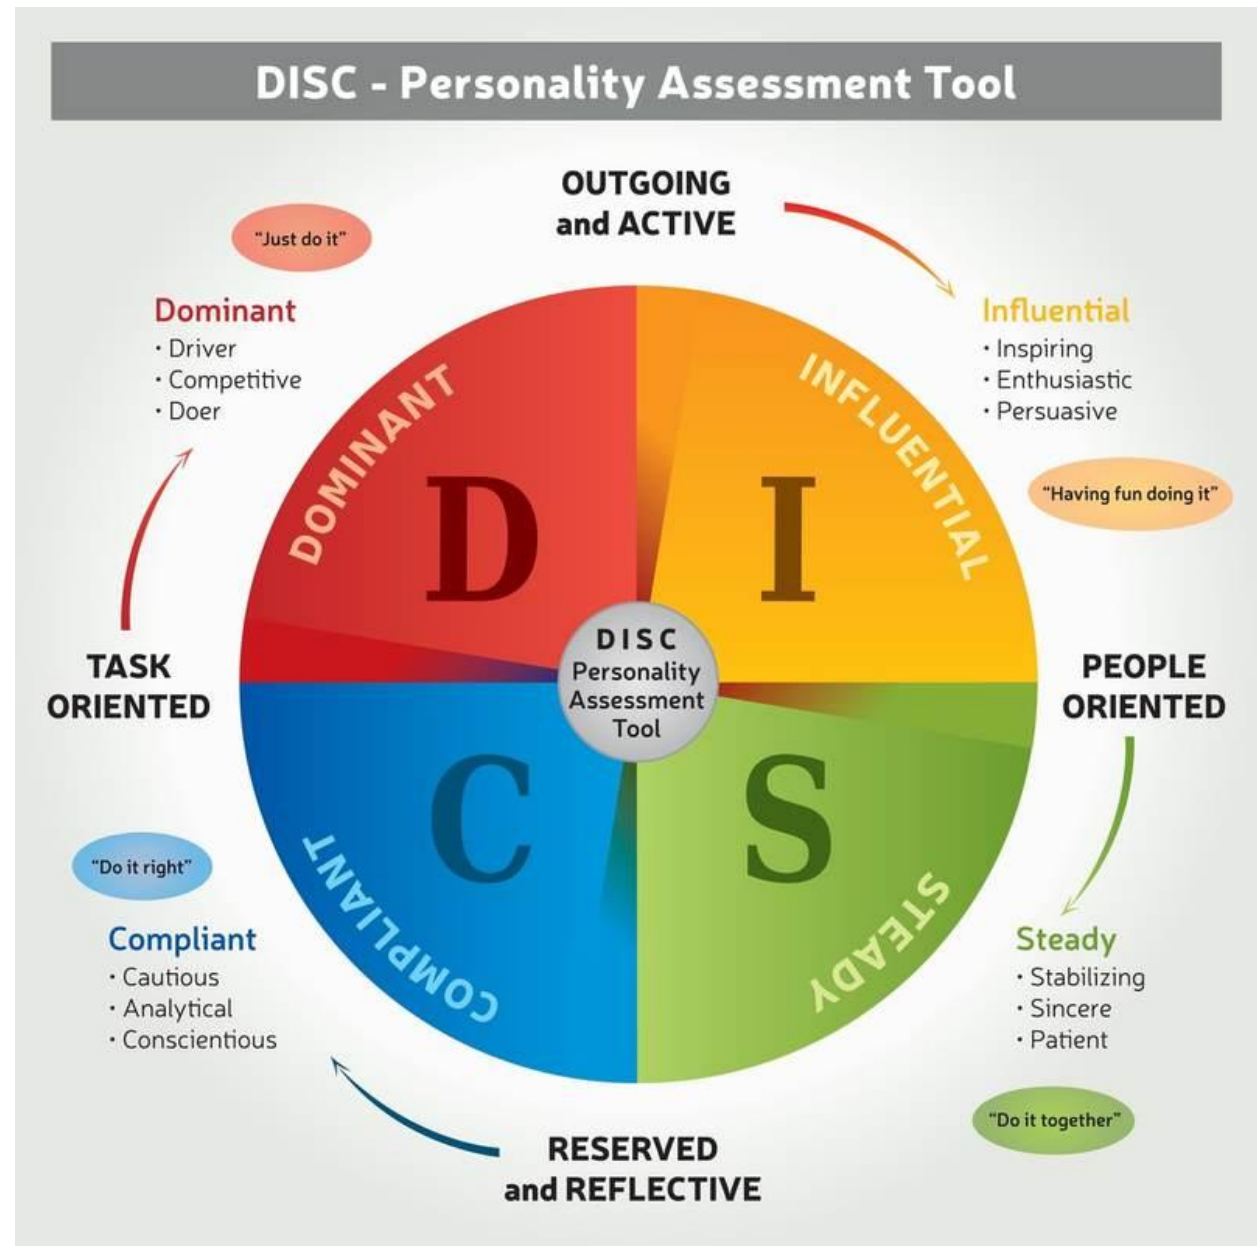 DISC - Personality Assessment Tool
OUTGOING
and ACTIVE
"Just do it"
Dominant
· Driver
· Competitive
· Doer
Influential
· Inspiring
· Enthusiastic
· Persuasive
"Having fun doing it"
DOMINANT
D
INFLUENTIAL
I
TASK
ORIENTED
DISC
Personality
Assessment
Tool
PEOPLE
ORIENTED
C
COMPLIANT
S
STEADY
"Do it right"
Compliant
· Cautious
· Analytical
· Conscientious
Steady
· Stabilizing
· Sincere
· Patient
"Do it together"
RESERVED
and REFLECTIVE